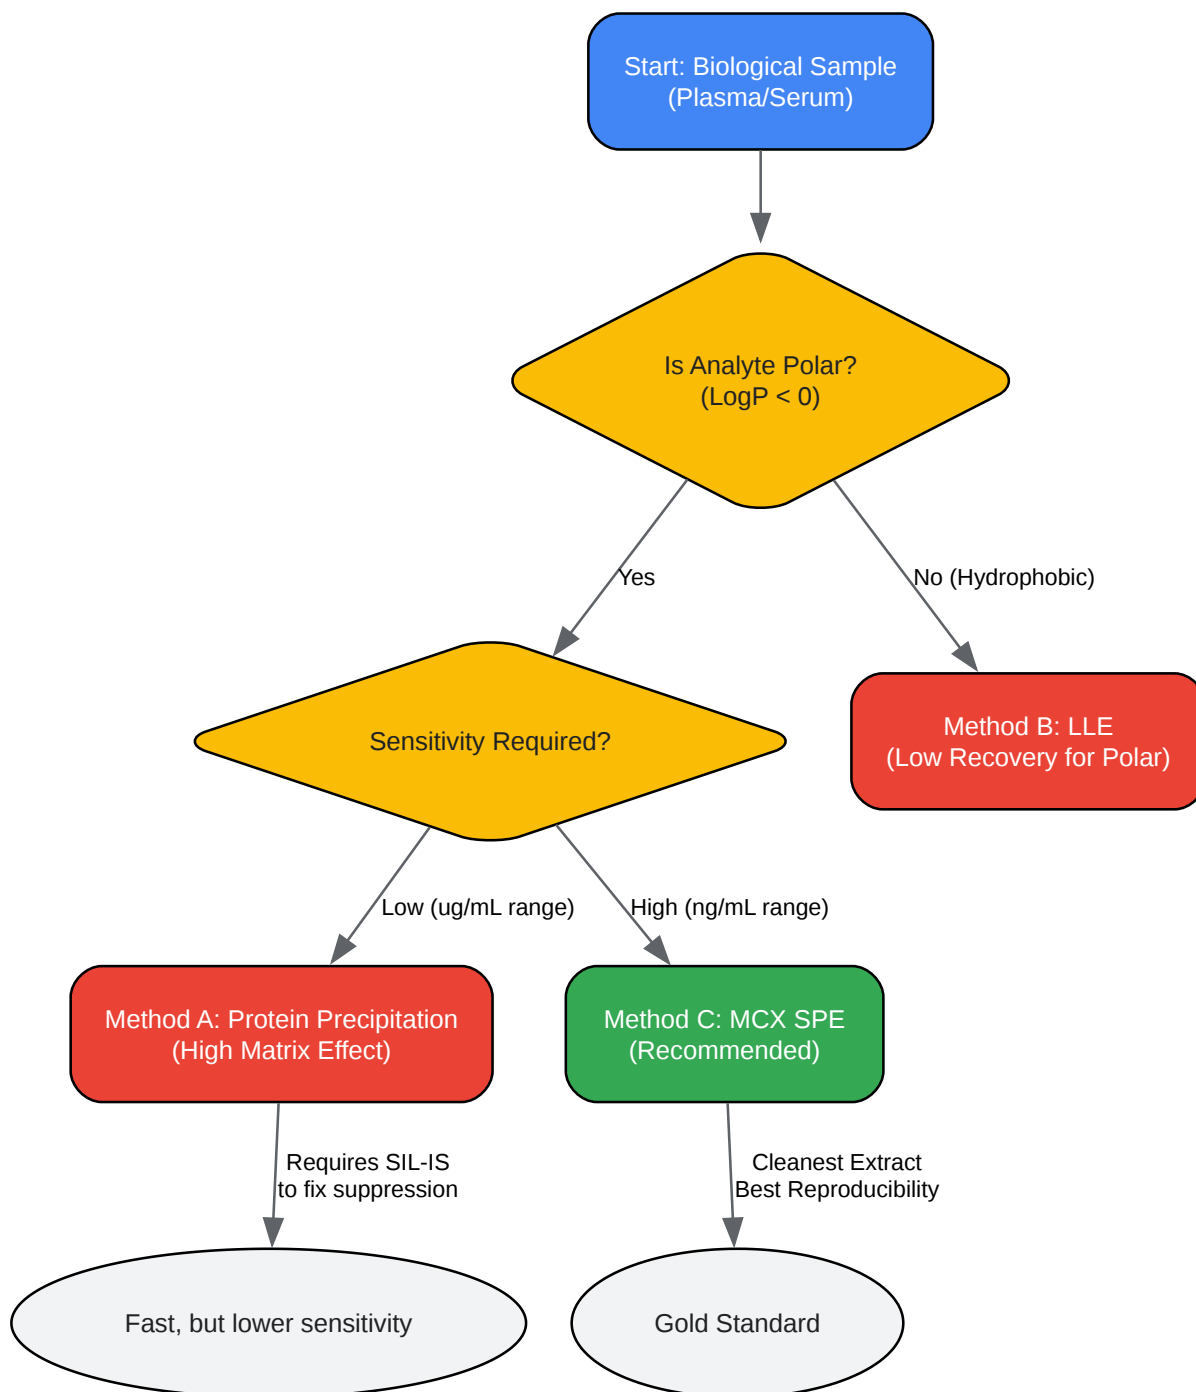 Start: Biological Sample
(Plasma/Serum)
Is Analyte Polar?
(LogP < 0)
Yes
No (Hydrophobic)
Sensitivity Required?
Method B: LLE
(Low Recovery for Polar)
Low (ug/mL range)
High (ng/mL range)
Method A: Protein Precipitation
(High Matrix Effect)
Method C: MCX SPE
(Recommended)
Requires SIL-IS
to fix suppression
Cleanest Extract
Best Reproducibility
Fast, but lower sensitivity
Gold Standard